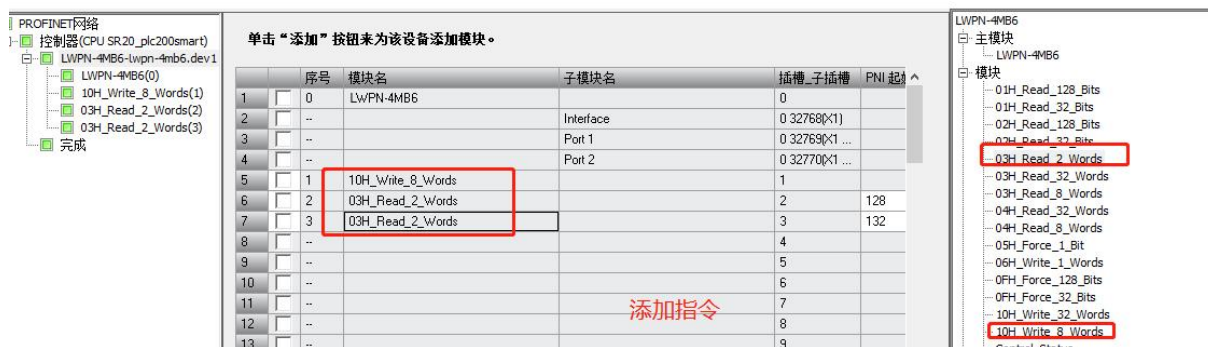 PROFINET网络
控制器(CPU SR20_plc200smart)
LWPN-4MB6-lwpn-4mb6.dev1
LWPN-4MB6(0)
10H_Write_8_Words(1)
03H_Read_2_Words(2)
03H_Read_2_Words(3)
完成
单击“添加”按钮来为该设备添加模块。
序号 模块名 子模块名 插槽_子插槽 PNI 起始
1 0 LWPN-4MB6 0
2 -- Interface 0 32768(X1)
3 -- Port 1 0 32769(X1 ...
4 -- Port 2 0 32770(X1 ...
5 1 10H_Write_8_Words 1
6 2 03H_Read_2_Words 2 128
7 3 03H_Read_2_Words 3 132
8 -- 4
9 -- 5
10 -- 6
11 -- 7
12 -- 8
13 -- 9
添加指令
LWPN-4MB6
主模块
LWPN-4MB6
模块
01H_Read_128_Bits
01H_Read_32_Bits
02H_Read_128_Bits
02H_Read_32_Bits
03H_Read_2_Words
03H_Read_32_Words
03H_Read_8_Words
04H_Read_32_Words
04H_Read_8_Words
05H_Force_1_Bit
06H_Write_1_Words
0FH_Force_128_Bits
0FH_Force_32_Bits
10H_Write_32_Words
10H_Write_8_Words
Control_Status